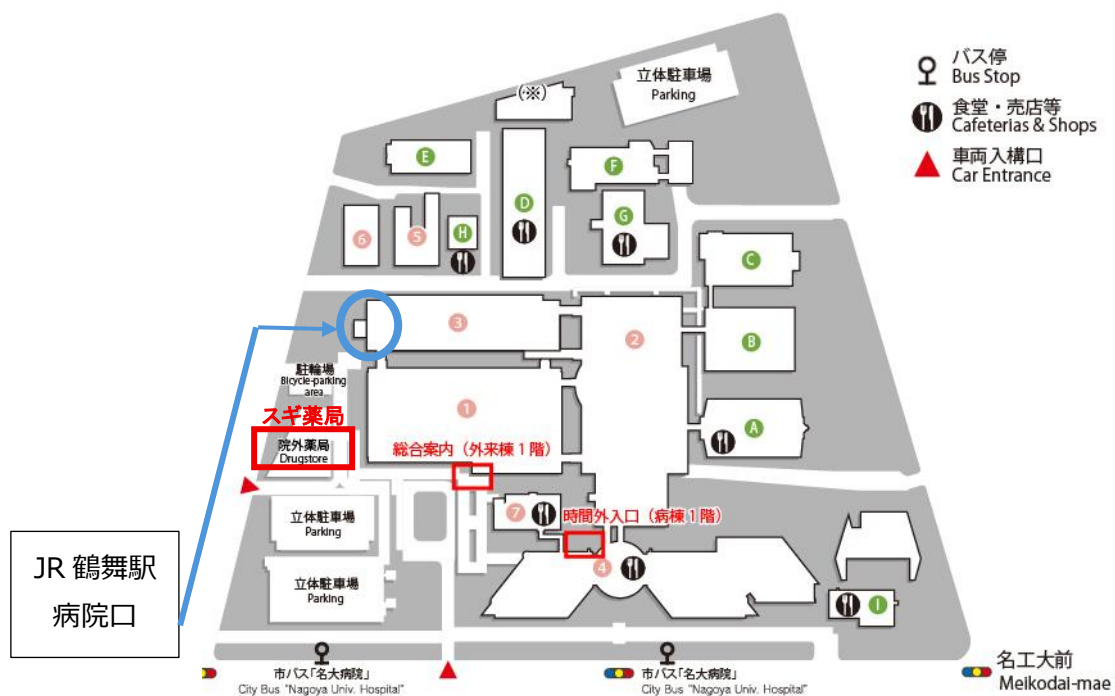 バス停
Bus Stop
食堂・売店等
Cafeterias & Shops
車両入構口
Car Entrance
立体駐車場
Parking
(※)
E
F
D
G
H
5
6
C
3
2
B
駐輪場
Bicycle-parking
area
1
スギ薬局
院外薬局
Drugstore
A
総合案内（外来棟１階）
7
時間外入口（病棟１階）
立体駐車場
Parking
JR 鶴舞駅
病院口
4
立体駐車場
Parking
I
市バス「名大病院」
City Bus "Nagoya Univ. Hospital"
市バス「名大病院」
City Bus "Nagoya Univ. Hospital"
名工大前
Meikodai-mae